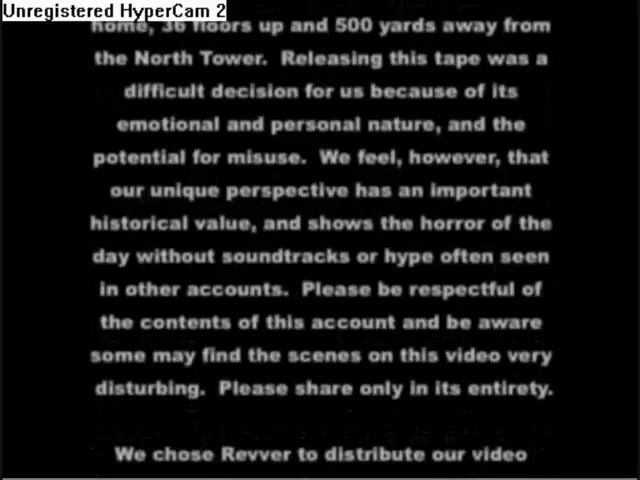 Unregistered HyperCam 2
home, 36 floors up and 500 yards away from
the North Tower. Releasing this tape was a
difficult decision for us because of its
emotional and personal nature, and the
potential for misuse. We feel, however, that
our unique perspective has an important
historical value, and shows the horror of the
day without soundtracks or hype often seen
in other accounts. Please be respectful of
the contents of this account and be aware
some may find the scenes on this video very
disturbing. Please share only in its entirety.
We chose Revver to distribute our video